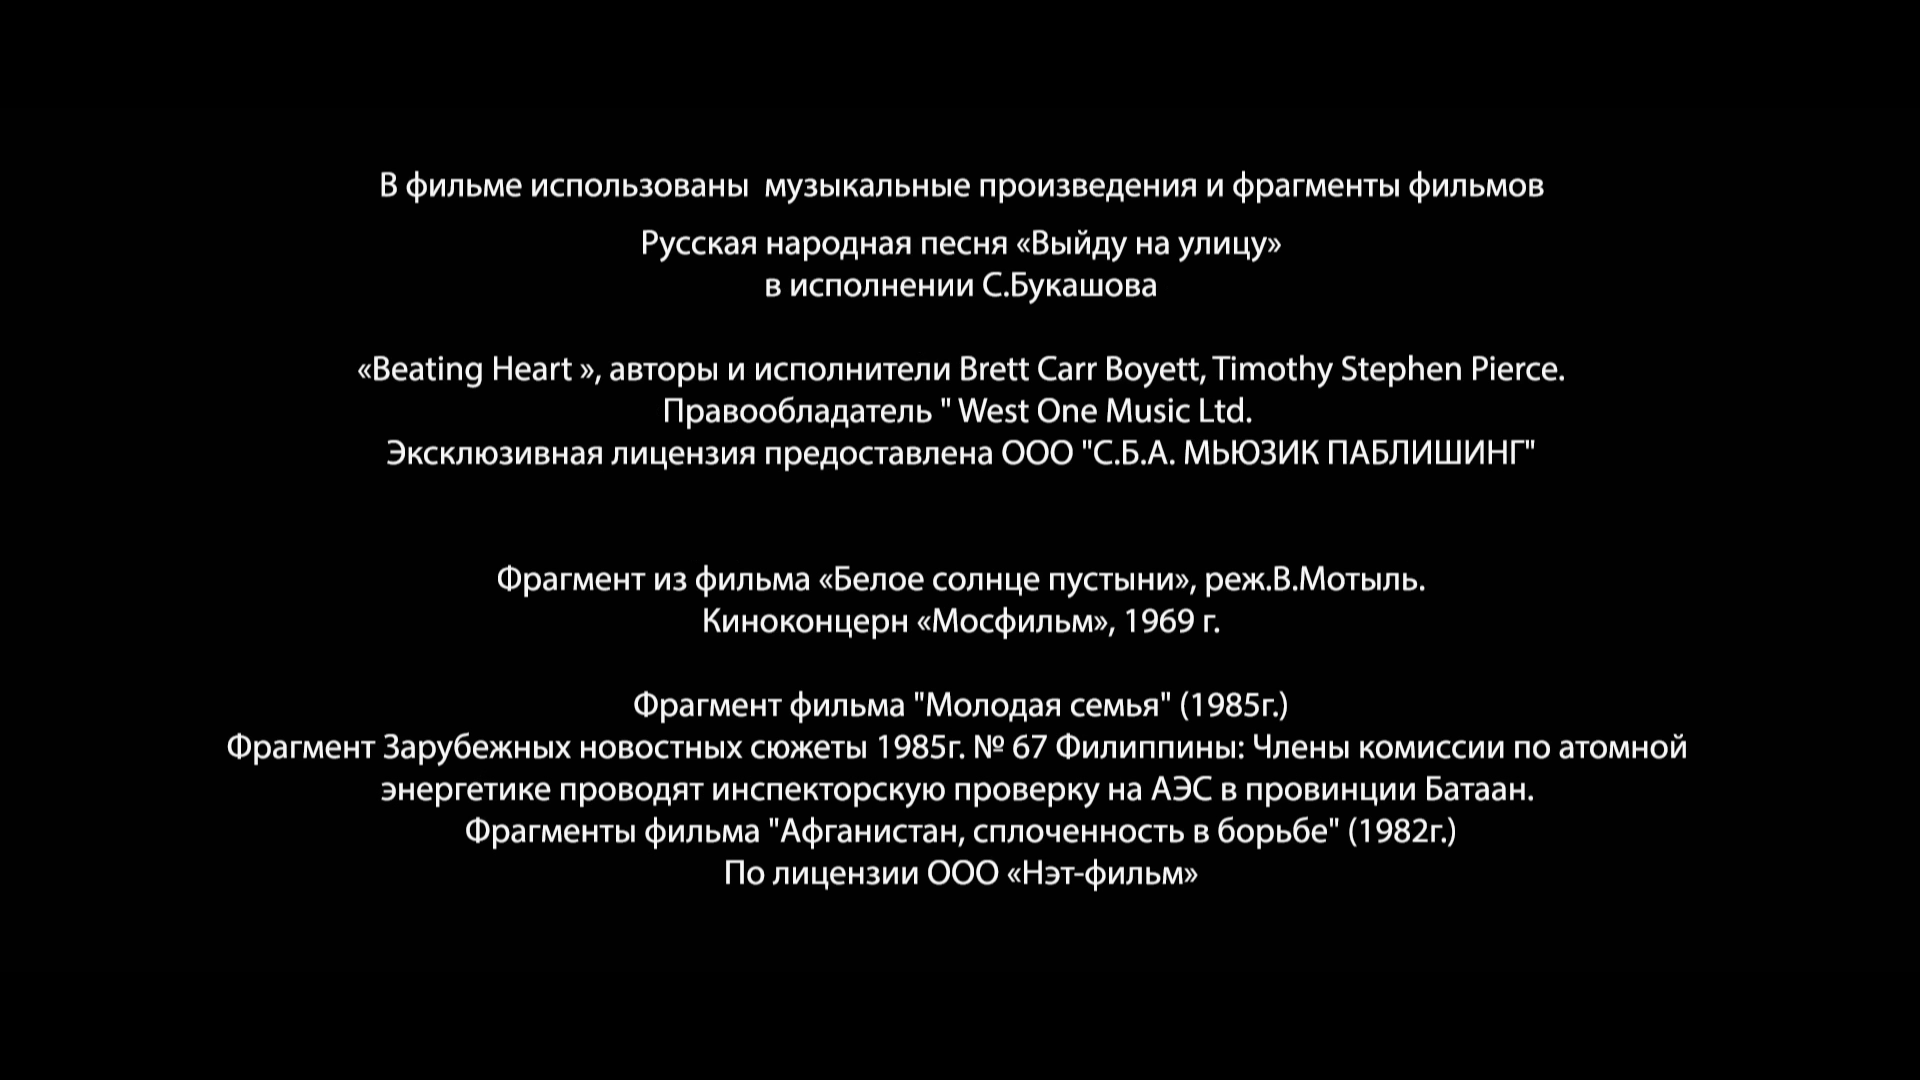 В фильме использованы  музыкальные произведения и фрагменты фильмов
Русская народная песня «Выйду на улицу»
в исполнении С.Букашова
«Beating Heart », авторы и исполнители Brett Carr Boyett, Timothy Stephen Pierce.
Правообладатель " West One Music Ltd.
Эксклюзивная лицензия предоставлена ООО "С.Б.А. МЬЮЗИК ПАБЛИШИНГ"
Фрагмент из фильма «Белое солнце пустыни», реж.В.Мотыль.
Киноконцерн «Мосфильм», 1969 г.
Фрагмент фильма "Молодая семья" (1985г.)
Фрагмент Зарубежных новостных сюжеты 1985г. № 67 Филиппины: Члены комиссии по атомной
энергетике проводят инспекторскую проверку на АЭС в провинции Батаан.
Фрагменты фильма "Афганистан, сплоченность в борьбе" (1982г.)
По лицензии ООО «Нэт-фильм»